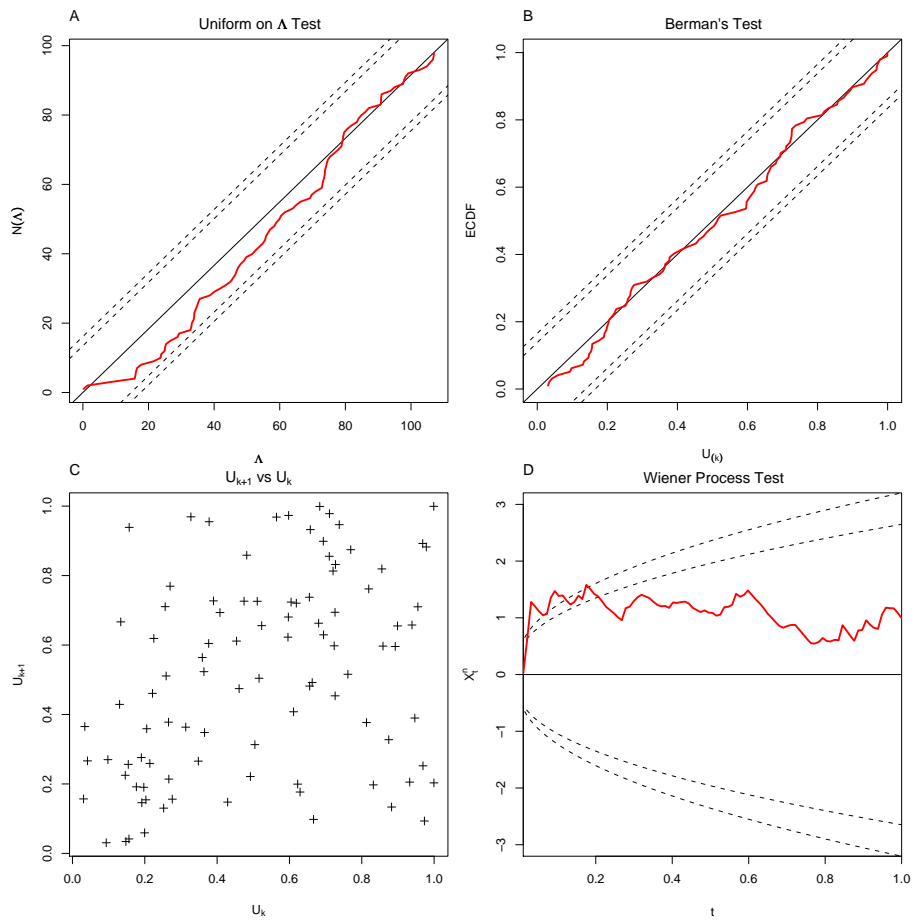 A
Uniform on Λ Test
N(Λ)
100
80
60
40
20
0
0 20 40 60 80 100
Λ
B
Berman's Test
ECDF
1.0
0.8
0.6
0.4
0.2
0.0
0.0 0.2 0.4 0.6 0.8 1.0
U(k)
C
Uk+1 vs Uk
Uk+1
1.0
0.8
0.6
0.4
0.2
0.0
0.0 0.2 0.4 0.6 0.8 1.0
Uk
D
Wiener Process Test
Xtn
3
2
1
0
−1
−2
−3
0.2 0.4 0.6 0.8 1.0
t